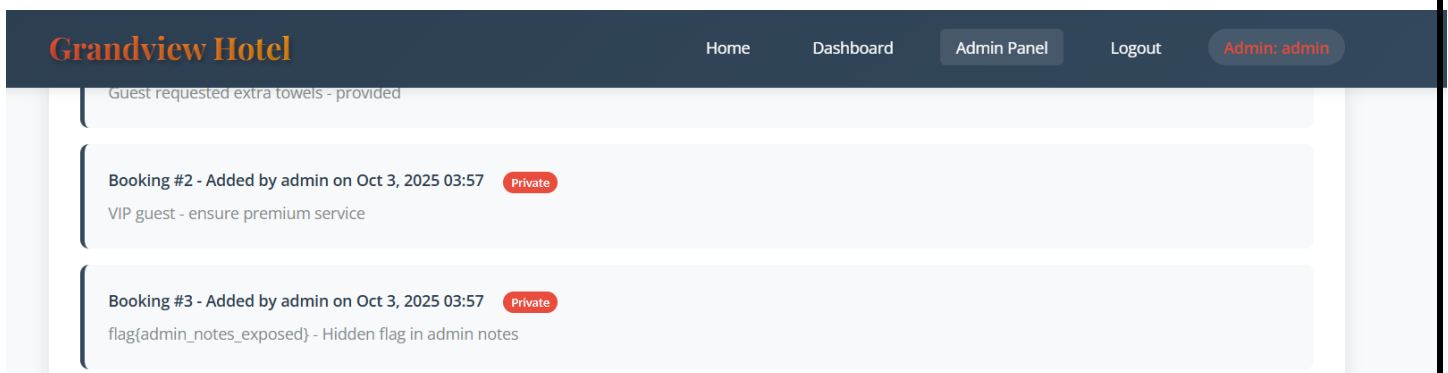 Grandview Hotel
Home
Dashboard
Admin Panel
Logout
Admin: admin
Guest requested extra towels - provided
Booking #2 - Added by admin on Oct 3, 2025 03:57 Private
VIP guest - ensure premium service
Booking #3 - Added by admin on Oct 3, 2025 03:57 Private
flag{admin_notes_exposed} - Hidden flag in admin notes